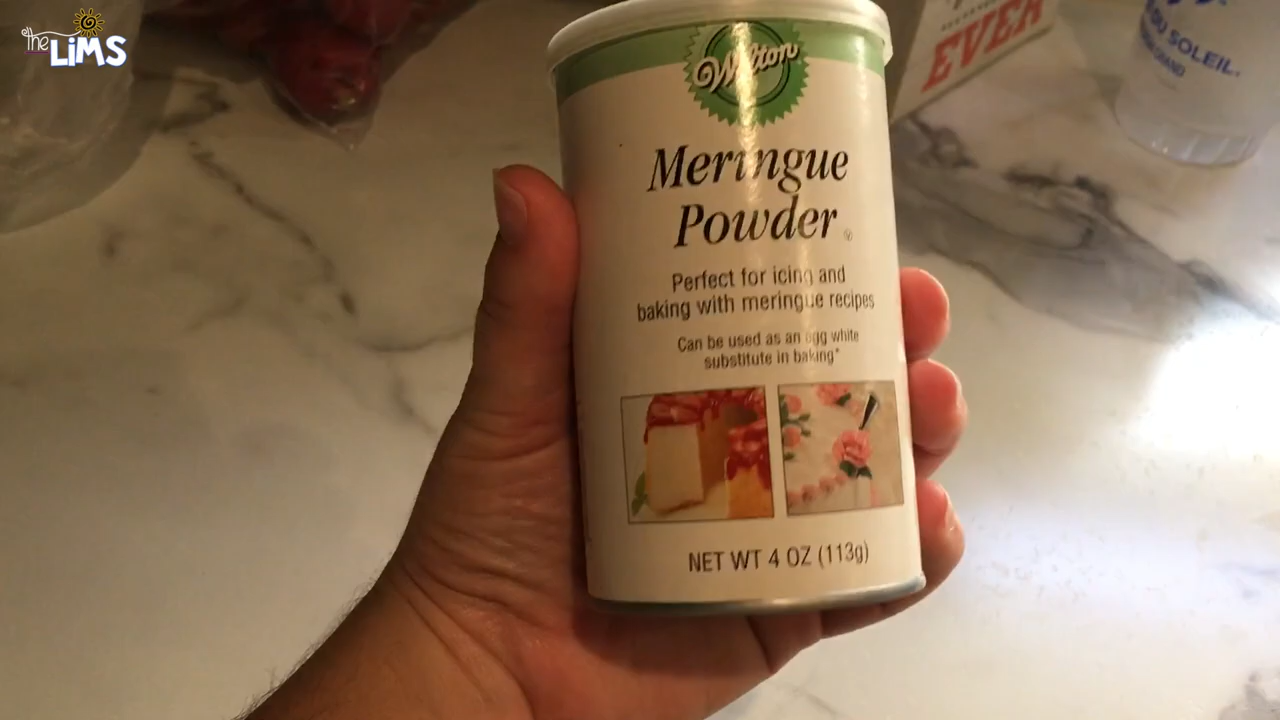 the
LiMS
Wilton
Meringue
Powder
Perfect for icing and
baking with meringue recipes
Can be used as an egg white
substitute in baking*
NET WT 4 OZ (113g)
EVER
SOLEIL.